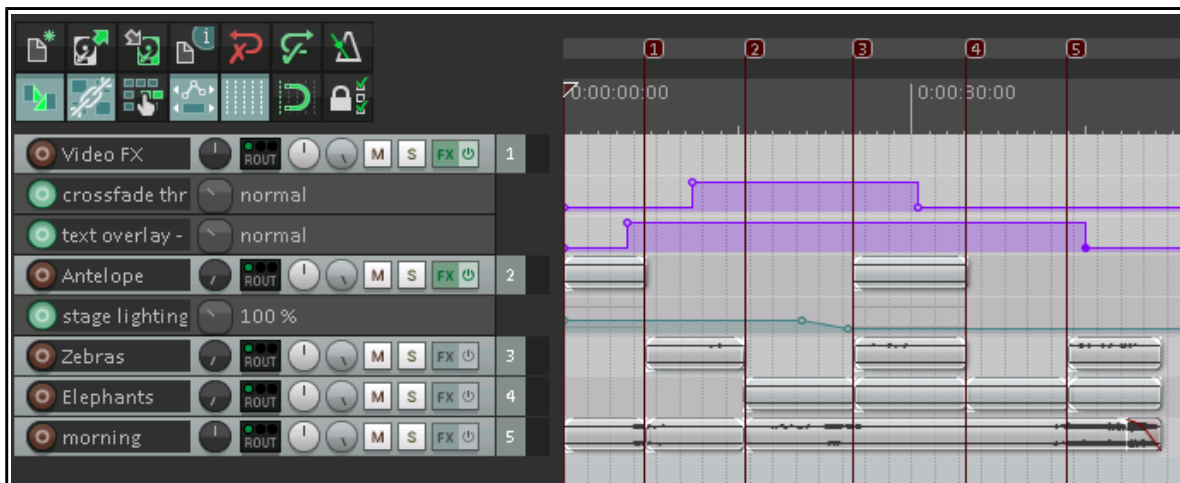 1 2 3 4 5
0:00:00:00 0:00:30:00
Video FX ROUT M S FX 1
crossfade thr normal
text overlay - normal
Antelope ROUT M S FX 2
stage lighting 100 %
Zebras ROUT M S FX 3
Elephants ROUT M S FX 4
morning ROUT M S FX 5